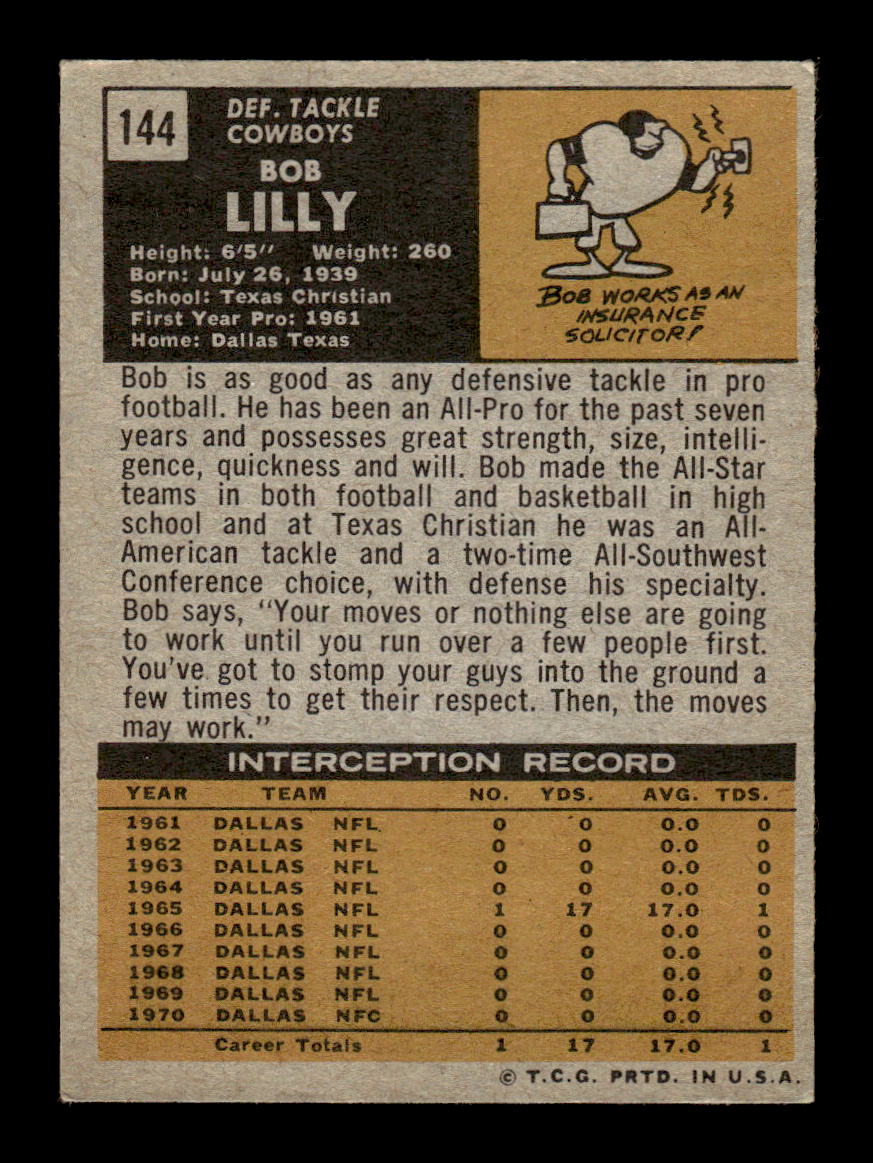 144
DEF. TACKLE
COWBOYS
BOB
LILLY
Height: 6'5" Weight: 260
Born: July 26, 1939
School: Texas Christian
First Year Pro: 1961
Home: Dallas Texas
BOB WORKS AS AN
INSURANCE
SOLICITOR!
Bob is as good as any defensive tackle in pro
football. He has been an All-Pro for the past seven
years and possesses great strength, size, intelli-
gence, quickness and will. Bob made the All-Star
teams in both football and basketball in high
school and at Texas Christian he was an All-
American tackle and a two-time All-Southwest
Conference choice, with defense his specialty.
Bob says, "Your moves or nothing else are going
to work until you run over a few people first.
You've got to stomp your guys into the ground a
few times to get their respect. Then, the moves
may work."
INTERCEPTION RECORD
YEAR TEAM NO. YDS. AVG. TDS.
1961 DALLAS NFL 0 0 0.0 0
1962 DALLAS NFL 0 0 0.0 0
1963 DALLAS NFL 0 0 0.0 0
1964 DALLAS NFL 0 0 0.0 0
1965 DALLAS NFL 1 17 17.0 1
1966 DALLAS NFL 0 0 0.0 0
1967 DALLAS NFL 0 0 0.0 0
1968 DALLAS NFL 0 0 0.0 0
1969 DALLAS NFL 0 0 0.0 0
1970 DALLAS NFC 0 0 0.0 0
Career Totals 1 17 17.0 1
© T.C.G. PRTD. IN U.S.A.